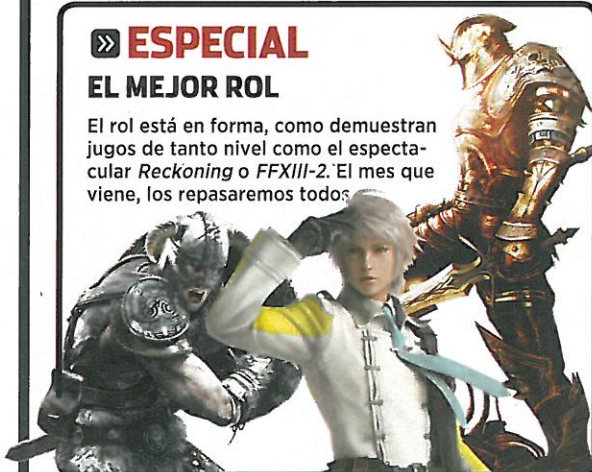 ESPECIAL
EL MEJOR ROL
El rol está en forma, como demuestran
jugos de tanto nivel como el especta-
cular Reckoning o FFXIII-2. El mes que
viene, los repasaremos todos